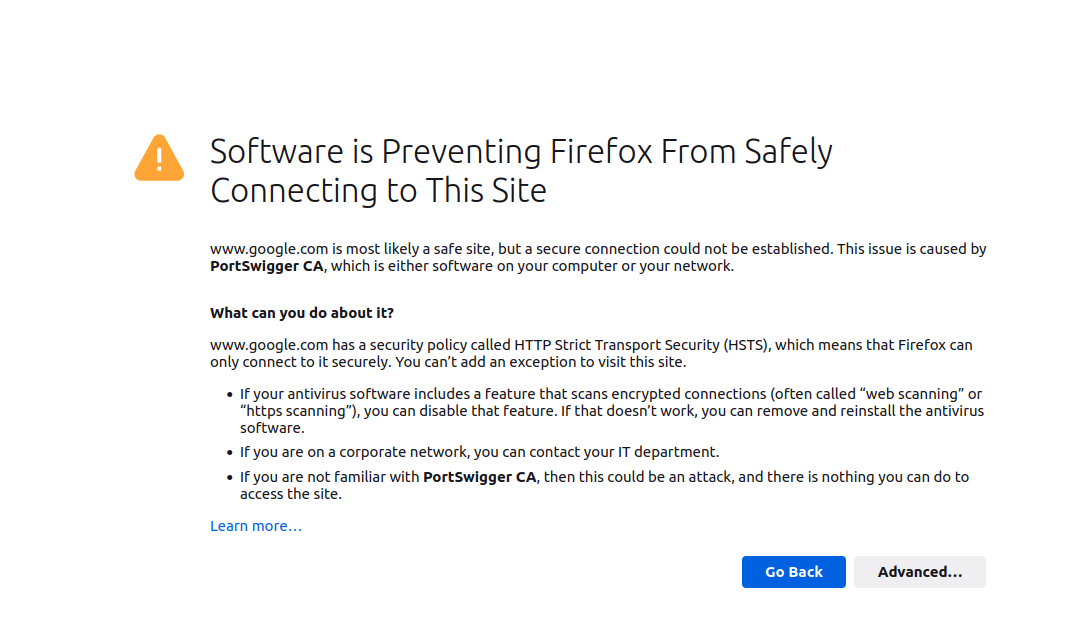 Software is Preventing Firefox From Safely
Connecting to This Site
www.google.com is most likely a safe site, but a secure connection could not be established. This issue is caused by
PortSwigger CA, which is either software on your computer or your network.
What can you do about it?
www.google.com has a security policy called HTTP Strict Transport Security (HSTS), which means that Firefox can
only connect to it securely. You can’t add an exception to visit this site.
• If your antivirus software includes a feature that scans encrypted connections (often called “web scanning” or
“https scanning”), you can disable that feature. If that doesn’t work, you can remove and reinstall the antivirus
software.
• If you are on a corporate network, you can contact your IT department.
• If you are not familiar with PortSwigger CA, then this could be an attack, and there is nothing you can do to
access the site.
Learn more…
Go Back
Advanced…